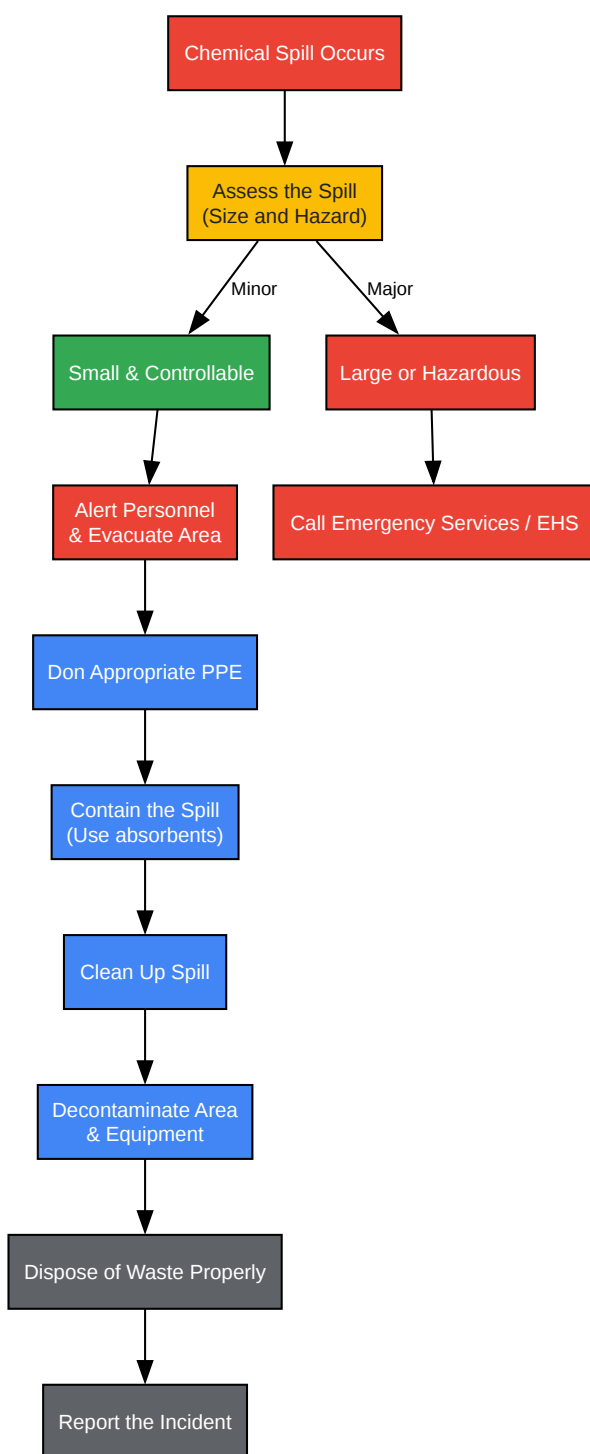 Chemical Spill Occurs
Assess the Spill
(Size and Hazard)
Minor
Major
Small & Controllable
Large or Hazardous
Alert Personnel
& Evacuate Area
Call Emergency Services / EHS
Don Appropriate PPE
Contain the Spill
(Use absorbents)
Clean Up Spill
Decontaminate Area
& Equipment
Dispose of Waste Properly
Report the Incident